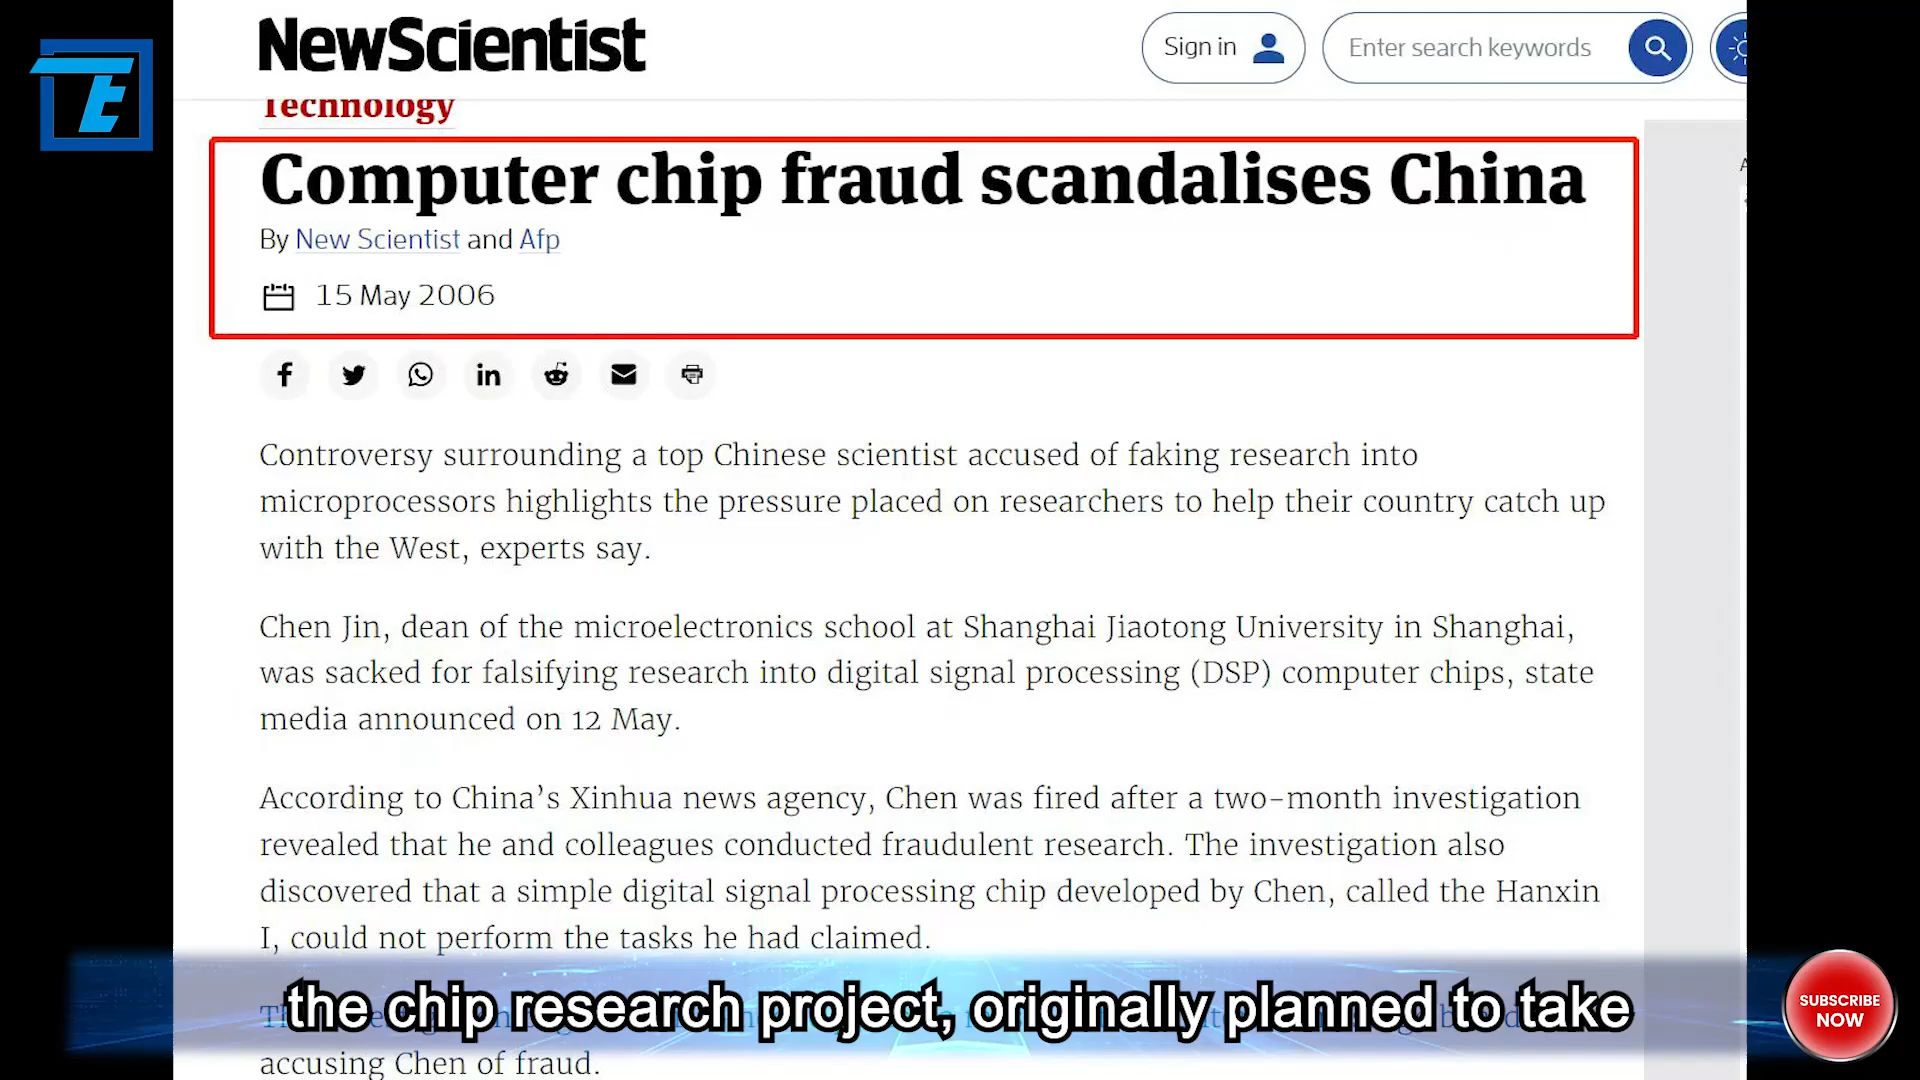 NewScientist
Sign in
Enter search keywords
TE
Technology
Computer chip fraud scandalises China
By New Scientist and Afp
15 May 2006
Controversy surrounding a top Chinese scientist accused of faking research into
microprocessors highlights the pressure placed on researchers to help their country catch up
with the West, experts say.
Chen Jin, dean of the microelectronics school at Shanghai Jiaotong University in Shanghai,
was sacked for falsifying research into digital signal processing (DSP) computer chips, state
media announced on 12 May.
According to China’s Xinhua news agency, Chen was fired after a two-month investigation
revealed that he and colleagues conducted fraudulent research. The investigation also
discovered that a simple digital signal processing chip developed by Chen, called the Hanxin
I, could not perform the tasks he had claimed.
the chip research project, originally planned to take
SUBSCRIBE
NOW
accusing Chen of fraud.